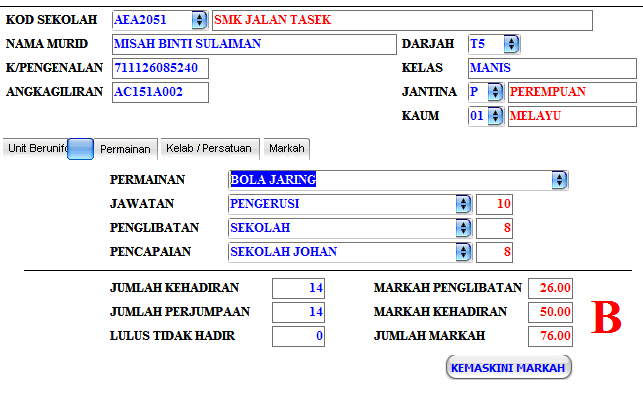 KOD SEKOLAH AEA2051 SMK JALAN TASEK
NAMA MURID MISAH BINTI SULAIMAN DARJAH T5
K/PENGENALAN 711126085240 KELAS MANIS
ANGKAGILIRAN AC151A002 JANTINA P PEREMPUAN
KAUM 01 MELAYU
Unit Berunifo Permainan Kelab / Persatuan Markah
PERMAINAN BOLA JARING
JAWATAN PENGERUSI 10
PENGLIBATAN SEKOLAH 8
PENCAPAIAN SEKOLAH JOHAN 8
JUMLAH KEHADIRAN 14 MARKAH PENGLIBATAN 26.00
JUMLAH PERJUMPAAN 14 MARKAH KEHADIRAN 50.00 B
LULUS TIDAK HADIR 0 JUMLAH MARKAH 76.00
KEMASKINI MARKAH